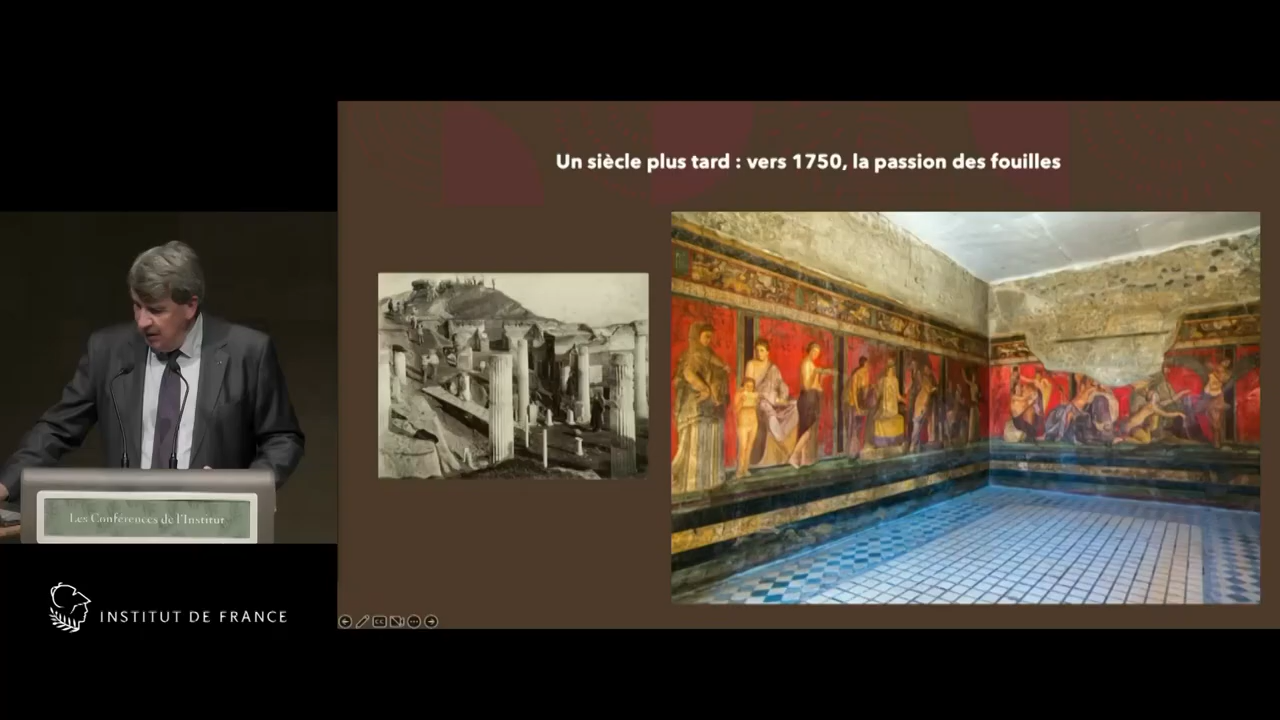 Un siècle plus tard : vers 1750, la passion des fouilles
Les Conférences de l'Institut
INSTITUT DE FRANCE